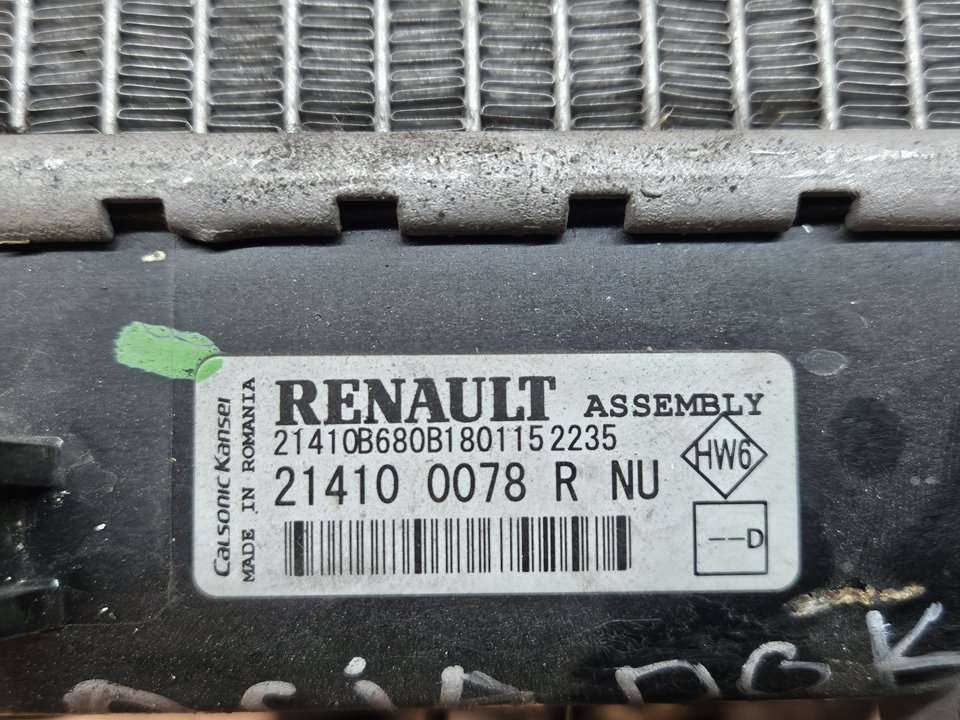 RENAULT ASSEMBLY
21410B680B180115 2235
21410 0078 R NU
HW6
--D
Calsonic Kansei
MADE IN ROMANIA